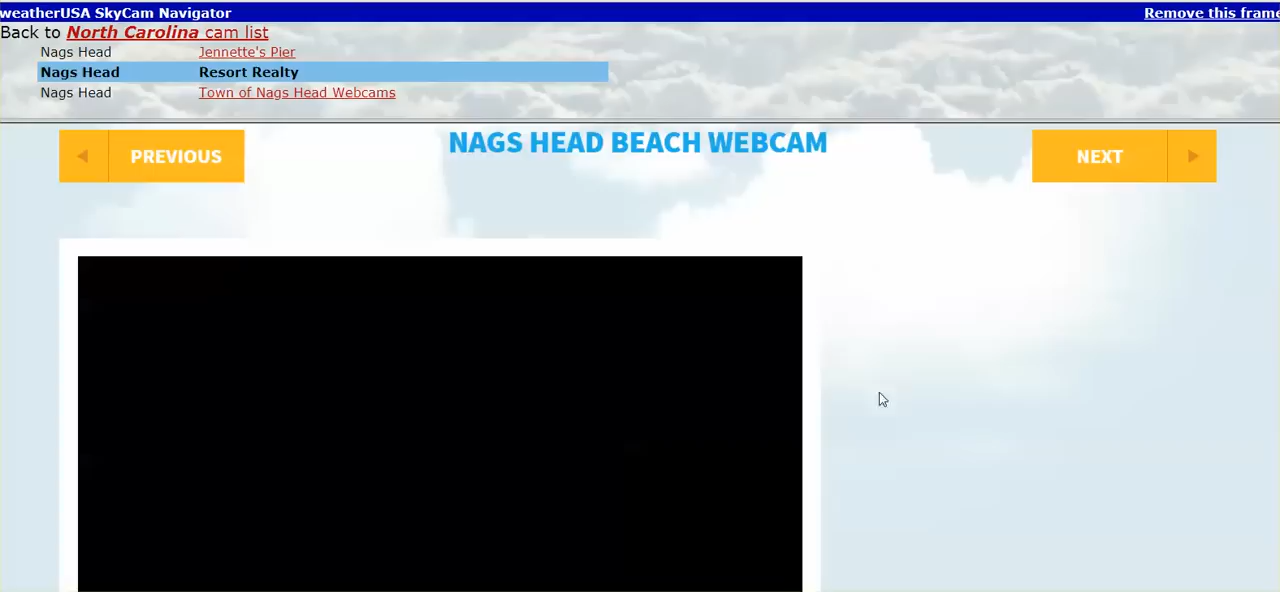 weatherUSA SkyCam Navigator Remove this frame
Back to North Carolina cam list
Nags Head Jennette's Pier
Nags Head Resort Realty
Nags Head Town of Nags Head Webcams
NAGS HEAD BEACH WEBCAM
PREVIOUS NEXT